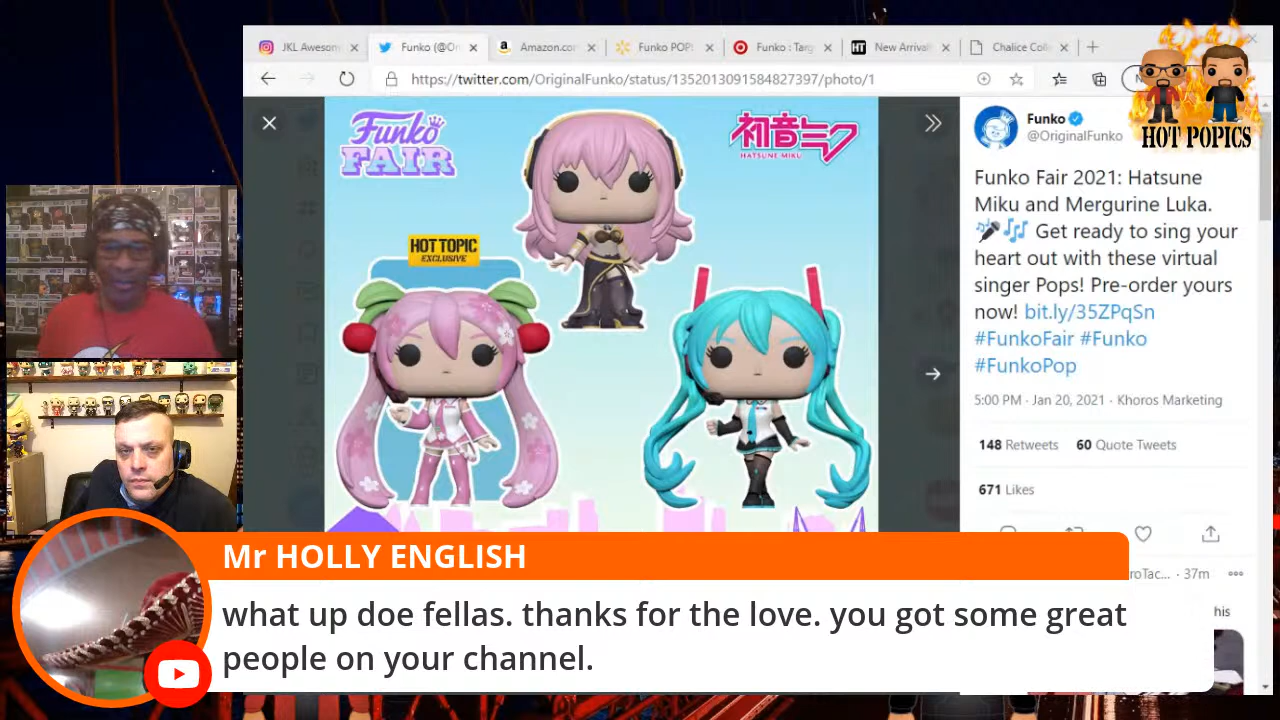 JKL Awesom
Funko (@Or
Amazon.co
Funko POP
Funko : Targ
HT
New Arrival
Chalice Coll
https://twitter.com/OriginalFunko/status/1352013091584827397/photo/1
HOT POPICS
Funko FAIR
初音ミク
HATSUNE MIKU
HOT TOPIC
EXCLUSIVE
Funko
@OriginalFunko
Funko Fair 2021: Hatsune
Miku and Mergurine Luka.
🎤🎶 Get ready to sing your
heart out with these virtual
singer Pops! Pre-order yours
now! bit.ly/35ZPqSn
#FunkoFair #Funko
#FunkoPop
5:00 PM · Jan 20, 2021 · Khoros Marketing
148 Retweets 60 Quote Tweets
671 Likes
roTac... · 37m
his
Mr HOLLY ENGLISH
what up doe fellas. thanks for the love. you got some great
people on your channel.